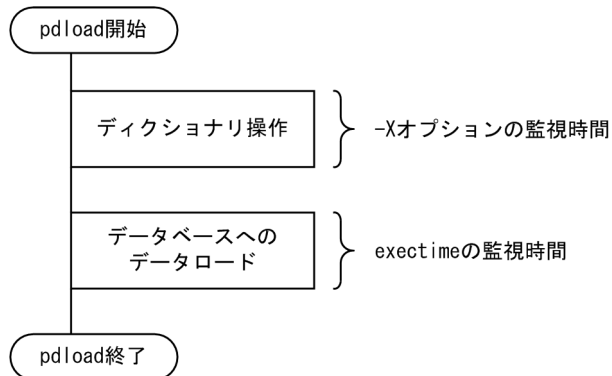 pdload開始
ディクショナリ操作
-Xオプションの監視時間
データベースへの
データロード
exectimeの監視時間
pdload終了